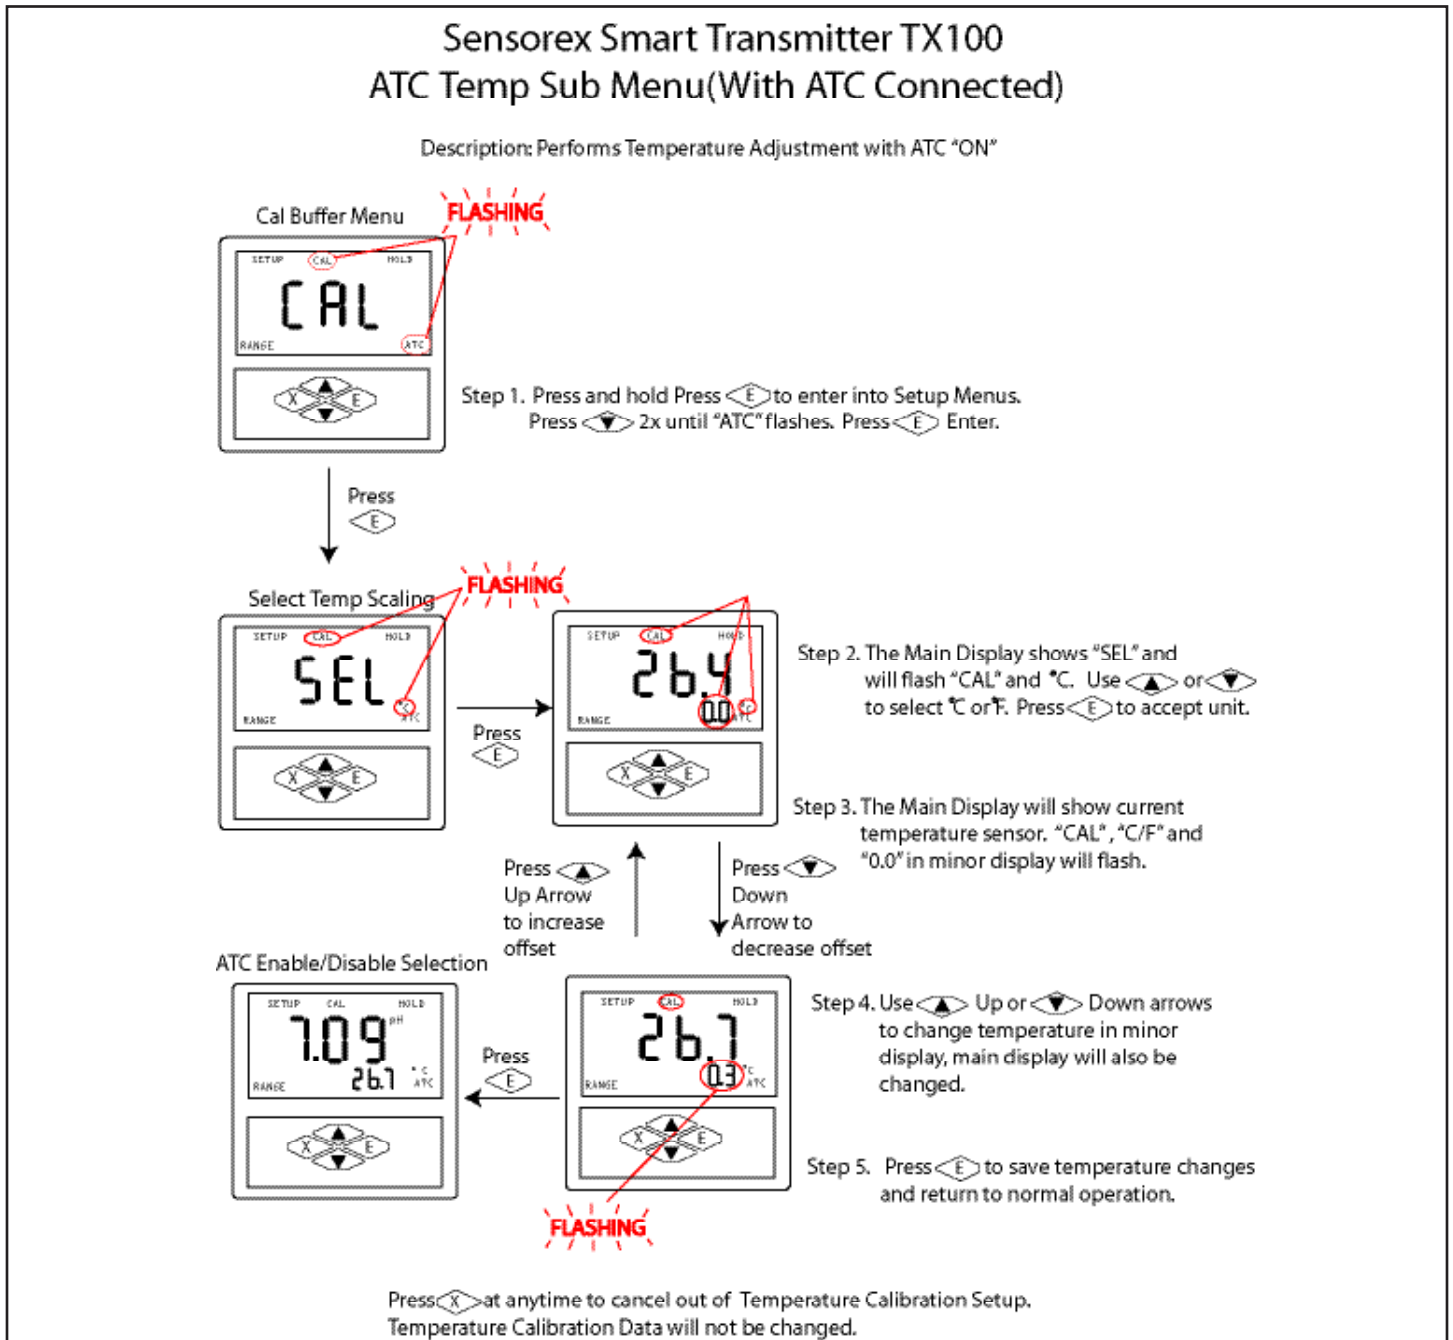 Sensorex Smart Transmitter TX100
ATC Temp Sub Menu(With ATC Connected)
Description: Performs Temperature Adjustment with ATC "ON"
Cal Buffer Menu
FLASHING
SETUP CAL HOLD
CAL
RANGE ATC
X E
Step 1. Press and hold Press E to enter into Setup Menus.
Press ▼ 2x until "ATC" flashes. Press E Enter.
Press
E
Select Temp Scaling
FLASHING
SETUP CAL HOLD
SEL
°C
RANGE ATC
X E
Press
E
SETUP CAL HOLD
26.4
0.0 °C
RANGE ATC
X E
Step 2. The Main Display shows "SEL" and
will flash "CAL" and °C. Use ▲ or ▼
to select °C or °F. Press E to accept unit.
Step 3. The Main Display will show current
temperature sensor. "CAL", "C/F" and
"0.0" in minor display will flash.
Press ▲
Up Arrow
to increase
offset
Press ▼
Down
Arrow to
decrease offset
ATC Enable/Disable Selection
SETUP CAL HOLD
7.09 pH
26.7 °C
RANGE ATC
X E
Press
E
SETUP CAL HOLD
26.7
0.3 °C
RANGE ATC
X E
FLASHING
Step 4. Use ▲ Up or ▼ Down arrows
to change temperature in minor
display, main display will also be
changed.
Step 5. Press E to save temperature changes
and return to normal operation.
Press X at anytime to cancel out of Temperature Calibration Setup.
Temperature Calibration Data will not be changed.